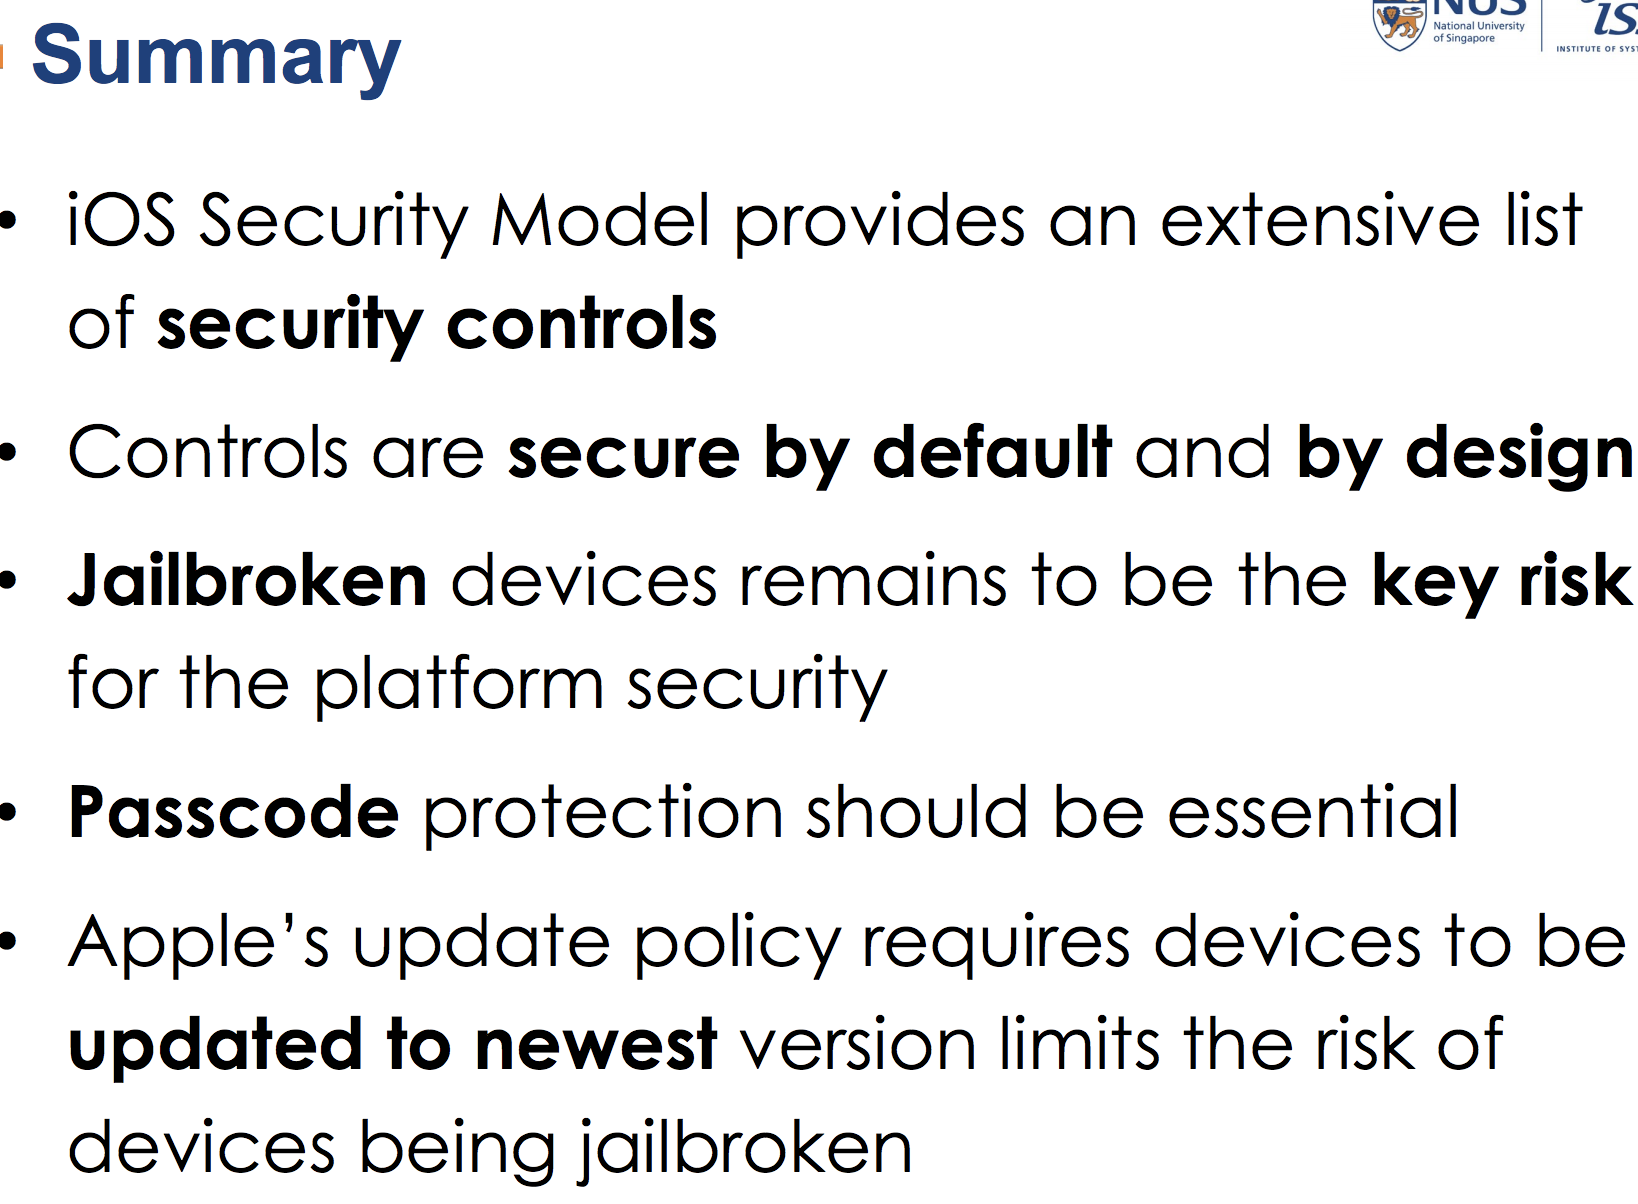 Summary
NUS
National University
of Singapore
INSTITUTE OF
• iOS Security Model provides an extensive list
of security controls
• Controls are secure by default and by design
• Jailbroken devices remains to be the key risk
for the platform security
• Passcode protection should be essential
• Apple’s update policy requires devices to be
updated to newest version limits the risk of
devices being jailbroken